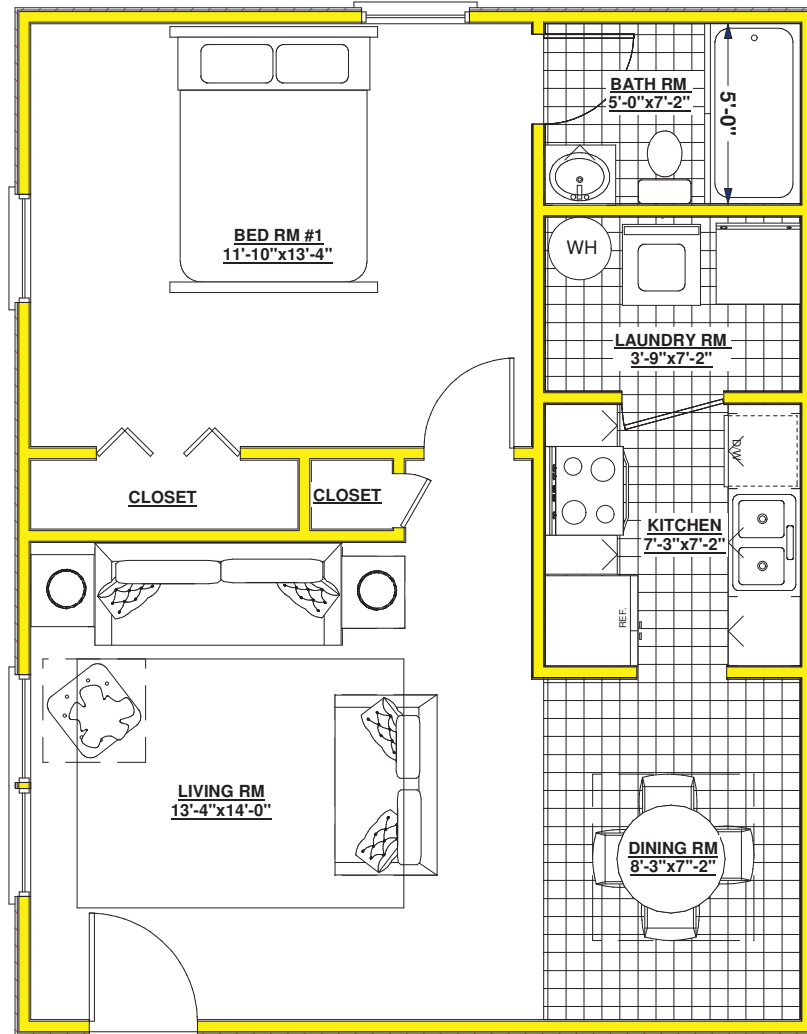 BATH RM
5'-0"x7'-2"
5'-0"
BED RM #1
11'-10"x13'-4"
WH
LAUNDRY RM
3'-9"x7'-2"
D/W
CLOSET
CLOSET
KITCHEN
7'-3"x7'-2"
REF.
LIVING RM
13'-4"x14'-0"
DINING RM
8'-3"x7"-2"